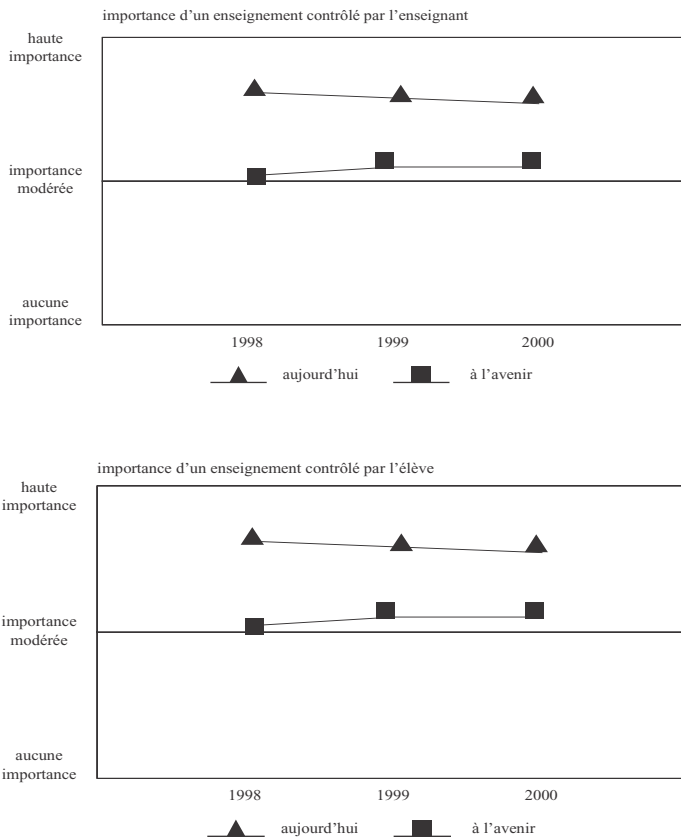 importance d'un enseignement contrôlé par l'enseignant
haute
importance
importance
modérée
aucune
importance
1998 1999 2000
aujourd'hui à l'avenir
importance d'un enseignement contrôlé par l'élève
haute
importance
importance
modérée
aucune
importance
1998 1999 2000
aujourd'hui à l'avenir